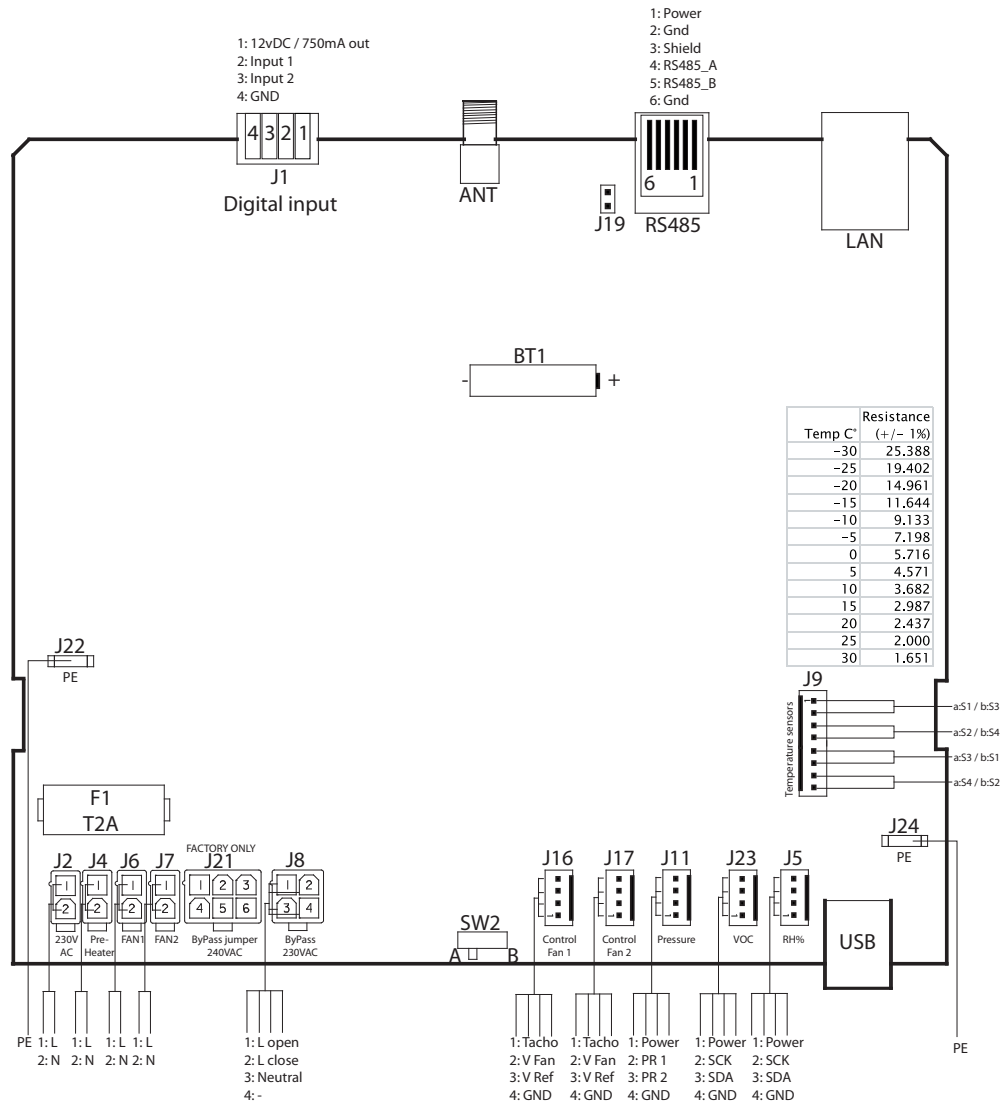 1: 12vDC / 750mA out
2: Input 1
3: Input 2
4: GND
1: Power
2: Gnd
3: Shield
4: RS485_A
5: RS485_B
6: Gnd
4 3 2 1
J1
Digital input
ANT
J19
6 1
RS485
LAN
BT1
- +
Resistance
Temp C° (+/- 1%)
-30 25.388
-25 19.402
-20 14.961
-15 11.644
-10 9.133
-5 7.198
0 5.716
5 4.571
10 3.682
15 2.987
20 2.437
25 2.000
30 1.651
J22
PE
J9
1
Temperature sensors
a:S1 / b:S3
a:S2 / b:S4
a:S3 / b:S1
a:S4 / b:S2
F1
T2A
J24
PE
FACTORY ONLY
J2 J4 J6 J7 J21 J8
1 1 1 1 1 2 3 1 2
2 2 2 2 4 5 6 3 4
230V AC
Pre-Heater
FAN1
FAN2
ByPass jumper
240VAC
ByPass
230VAC
SW2
A B
J16 J17 J11 J23 J5
1 1 1 1 1
Control
Fan 1
Control
Fan 2
Pressure
VOC
RH%
USB
PE
1: L
2: N
1: L
2: N
1: L
2: N
1: L
2: N
1: L open
2: L close
3: Neutral
4: -
1: Tacho
2: V Fan
3: V Ref
4: GND
1: Tacho
2: V Fan
3: V Ref
4: GND
1: Power
2: PR 1
3: PR 2
4: GND
1: Power
2: SCK
3: SDA
4: GND
1: Power
2: SCK
3: SDA
4: GND
PE